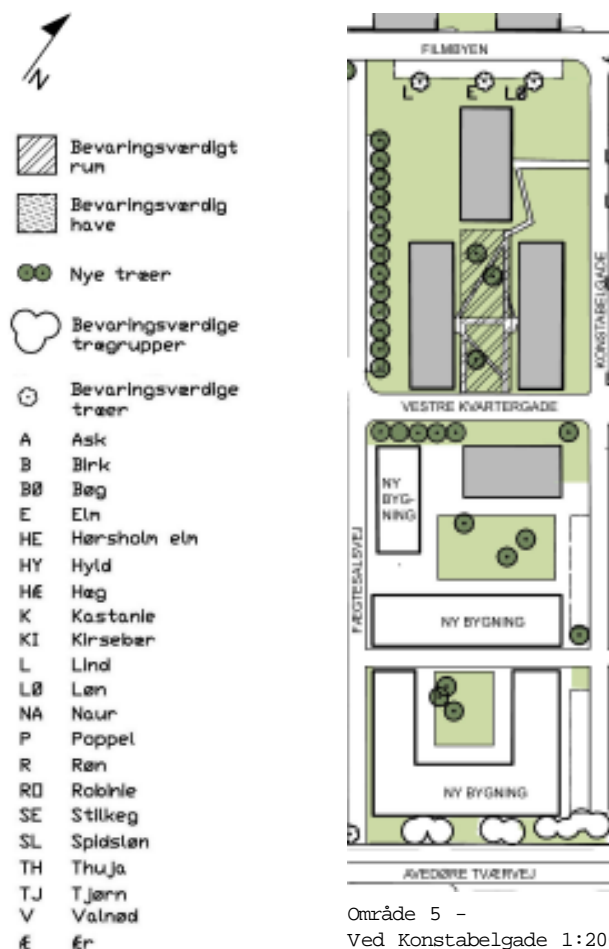 N
Bevaringsværdigt
rum
Bevaringsværdig
have
Nye træer
Bevaringsværdige
trægrupper
Bevaringsværdige
træer
A Ask
B Birk
BØ Bøg
E Elm
HE Hørsholm elm
HY Hyld
HÆ Hæg
K Kastanie
KI Kirsebær
L Lind
LØ Løn
NA Naur
P Poppel
R Røn
RO Robinie
SE Stilkeg
SL Spidsløn
TH Thuja
TJ Tjørn
V Valnød
Æ Ær
FILMBYEN
L E LØ
KONSTABELGADE
VESTRE KVARTERGADE
NY
BYG-
NING
FÆGTESALSVEJ
NY BYGNING
NY BYGNING
AVEDØRE TVÆRVEJ
Område 5 -
Ved Konstabelgade 1:20